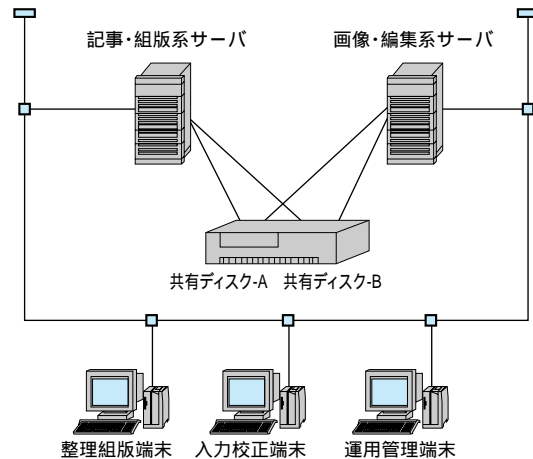 記事・組版系サーバ
画像・編集系サーバ
共有ディスク-A
共有ディスク-B
整理組版端末
入力校正端末
運用管理端末